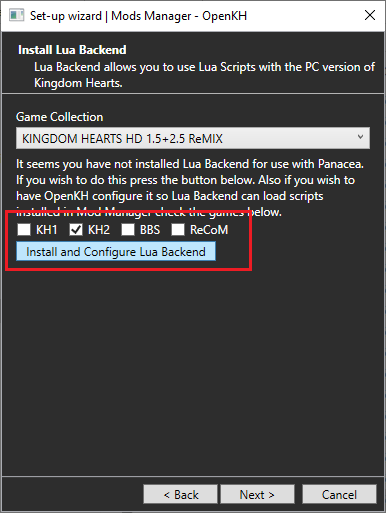 Set-up wizard | Mods Manager - OpenKH
Install Lua Backend
Lua Backend allows you to use Lua Scripts with the PC version of
Kingdom Hearts.
Game Collection
KINGDOM HEARTS HD 1.5+2.5 ReMIX
It seems you have not installed Lua Backend for use with Panacea.
If you wish to do this press the button below. Also if you wish to
have OpenKH configure it so Lua Backend can load scripts
installed in Mod Manager check the games below.
KH1 KH2 BBS ReCoM
Install and Configure Lua Backend
< Back Next > Cancel